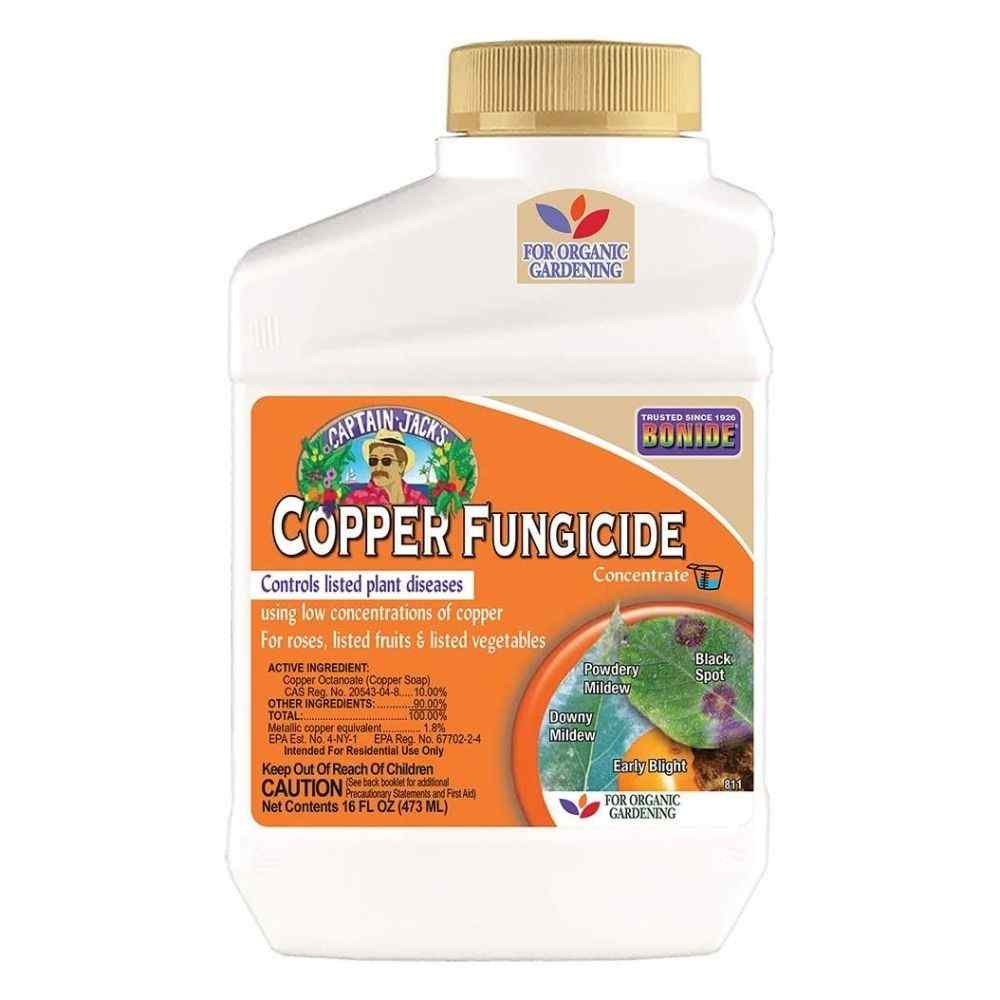 FOR ORGANIC
GARDENING
CAPTAIN·JACK'S
TRUSTED SINCE 1926
BONIDE
COPPER FUNGICIDE
Concentrate
Controls listed plant diseases
using low concentrations of copper
For roses, listed fruits & listed vegetables
ACTIVE INGREDIENT:
Copper Octanoate (Copper Soap)
CAS Reg. No. 20543-04-8.....10.00%
OTHER INGREDIENTS:............90.00%
TOTAL:......................................100.00%
Metallic copper equivalent.............. 1.8%
EPA Est. No. 4-NY-1 EPA Reg. No. 67702-2-4
Intended For Residential Use Only
Keep Out Of Reach Of Children
CAUTION (See back booklet for additional
Precautionary Statements and First Aid)
Net Contents 16 FL OZ (473 ML)
Powdery
Mildew
Black
Spot
Downy
Mildew
Early Blight
811
FOR ORGANIC
GARDENING